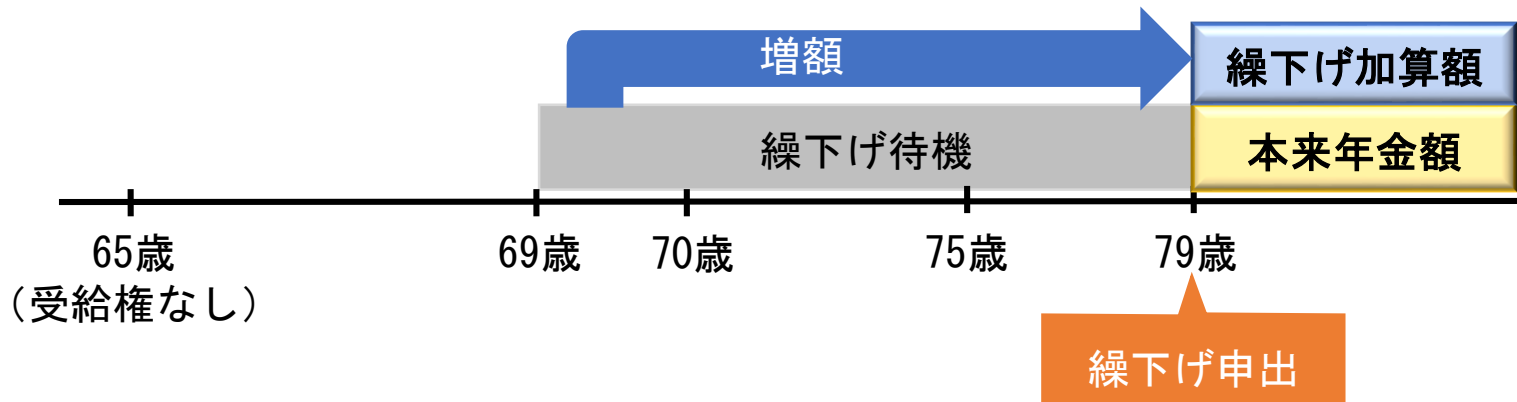 増額
繰下げ加算額
繰下げ待機
本来年金額
65歳
69歳
70歳
75歳
79歳
（受給権なし）
繰下げ申出